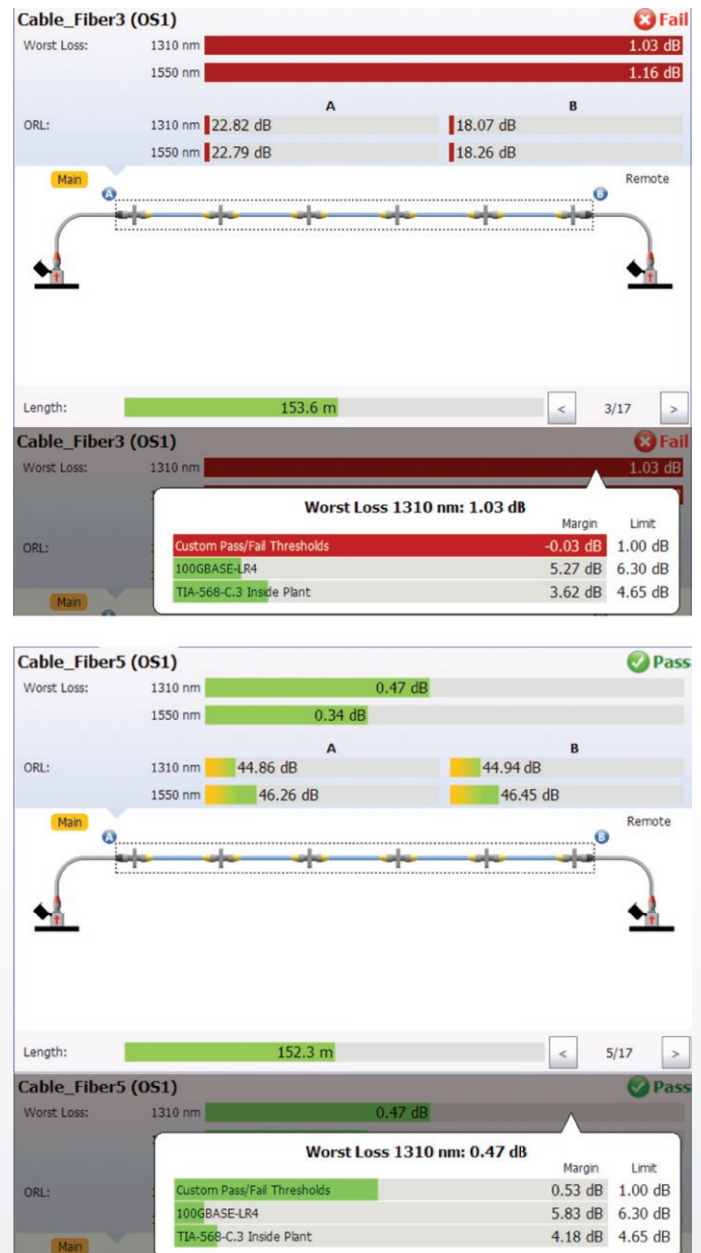 Cable_Fiber3 (OS1) Fail
Worst Loss: 1310 nm 1.03 dB
1550 nm 1.16 dB
A B
ORL: 1310 nm 22.82 dB 18.07 dB
1550 nm 22.79 dB 18.26 dB
Main A B Remote
Length: 153.6 m < 3/17 >
Cable_Fiber3 (OS1) Fail
Worst Loss: 1310 nm 1.03 dB
Worst Loss 1310 nm: 1.03 dB
Margin Limit
Custom Pass/Fail Thresholds -0.03 dB 1.00 dB
ORL:
100GBASE-LR4 5.27 dB 6.30 dB
TIA-568-C.3 Inside Plant 3.62 dB 4.65 dB
Main
Cable_Fiber5 (OS1) Pass
Worst Loss: 1310 nm 0.47 dB
1550 nm 0.34 dB
A B
ORL: 1310 nm 44.86 dB 44.94 dB
1550 nm 46.26 dB 46.45 dB
Main A B Remote
Length: 152.3 m < 5/17 >
Cable_Fiber5 (OS1) Pass
Worst Loss: 1310 nm 0.47 dB
Worst Loss 1310 nm: 0.47 dB
Margin Limit
ORL: Custom Pass/Fail Thresholds 0.53 dB 1.00 dB
100GBASE-LR4 5.83 dB 6.30 dB
TIA-568-C.3 Inside Plant 4.18 dB 4.65 dB
Main